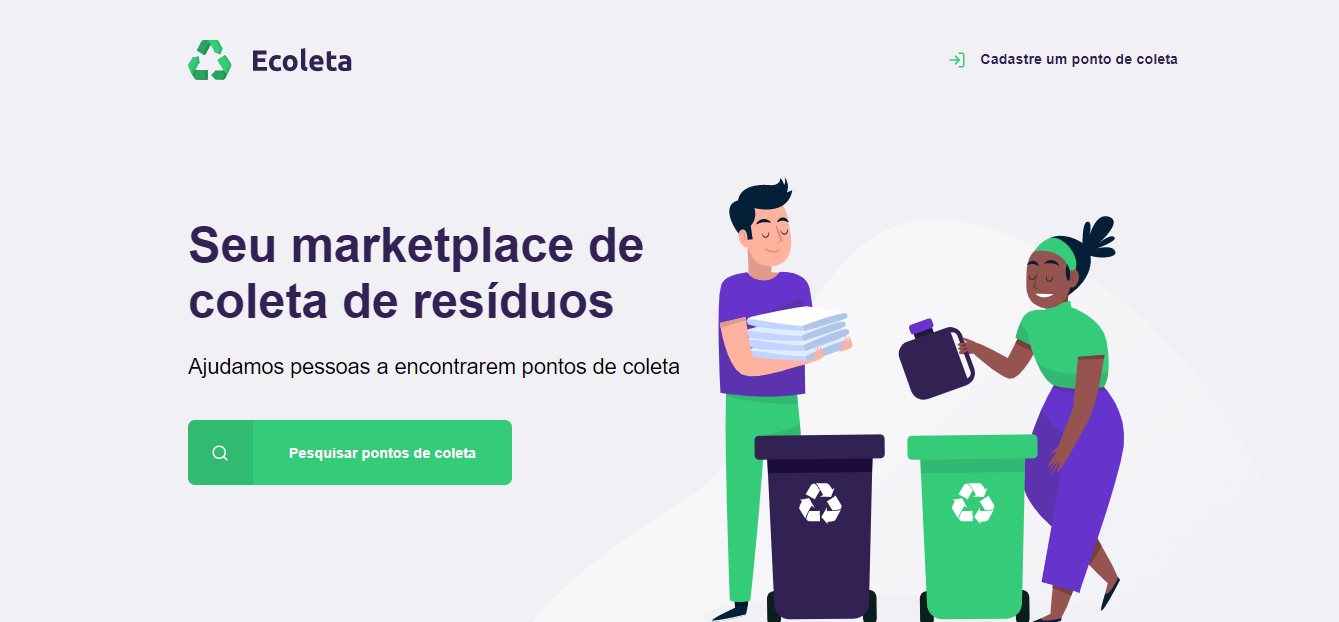 Ecoleta
Cadastre um ponto de coleta
Seu marketplace de
coleta de resíduos
Ajudamos pessoas a encontrarem pontos de coleta
Pesquisar pontos de coleta